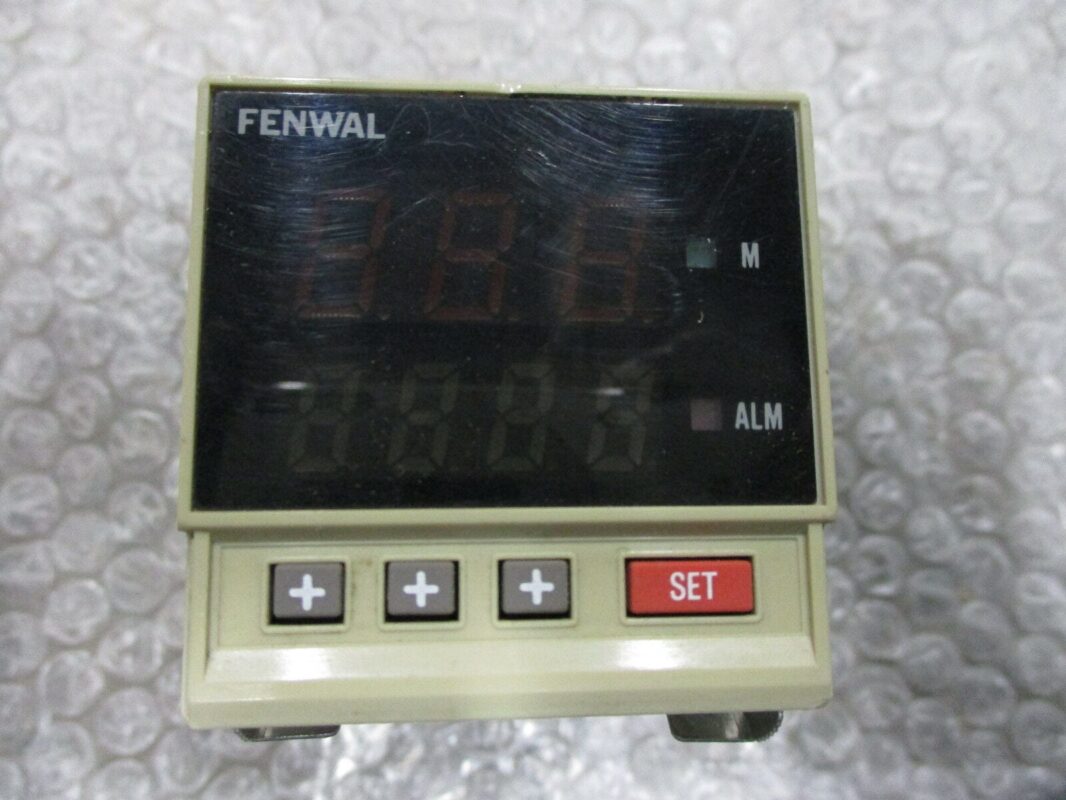 FENWAL
M
ALM
+ + + SET